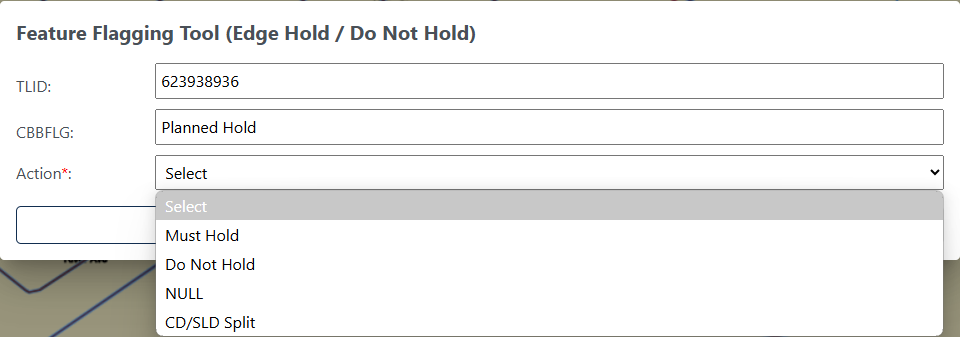 Feature Flagging Tool (Edge Hold / Do Not Hold)
TLID:
623938936
CBBFLG:
Planned Hold
Action*:
Select
Select
Must Hold
Do Not Hold
NULL
CD/SLD Split